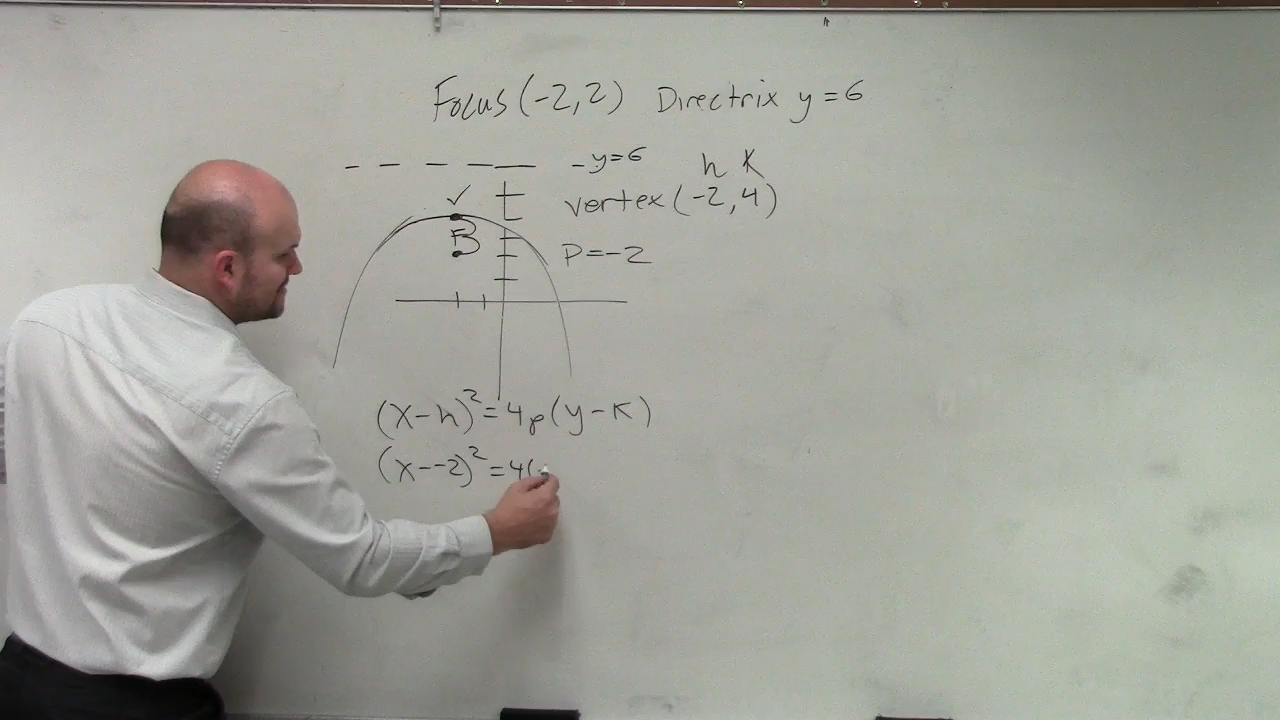 Focus (-2,2) Directrix y=6
y=6 h K
V vertex (-2,4)
F P=-2
(x-h)²=4p(y-K)
(x--2)²=4(